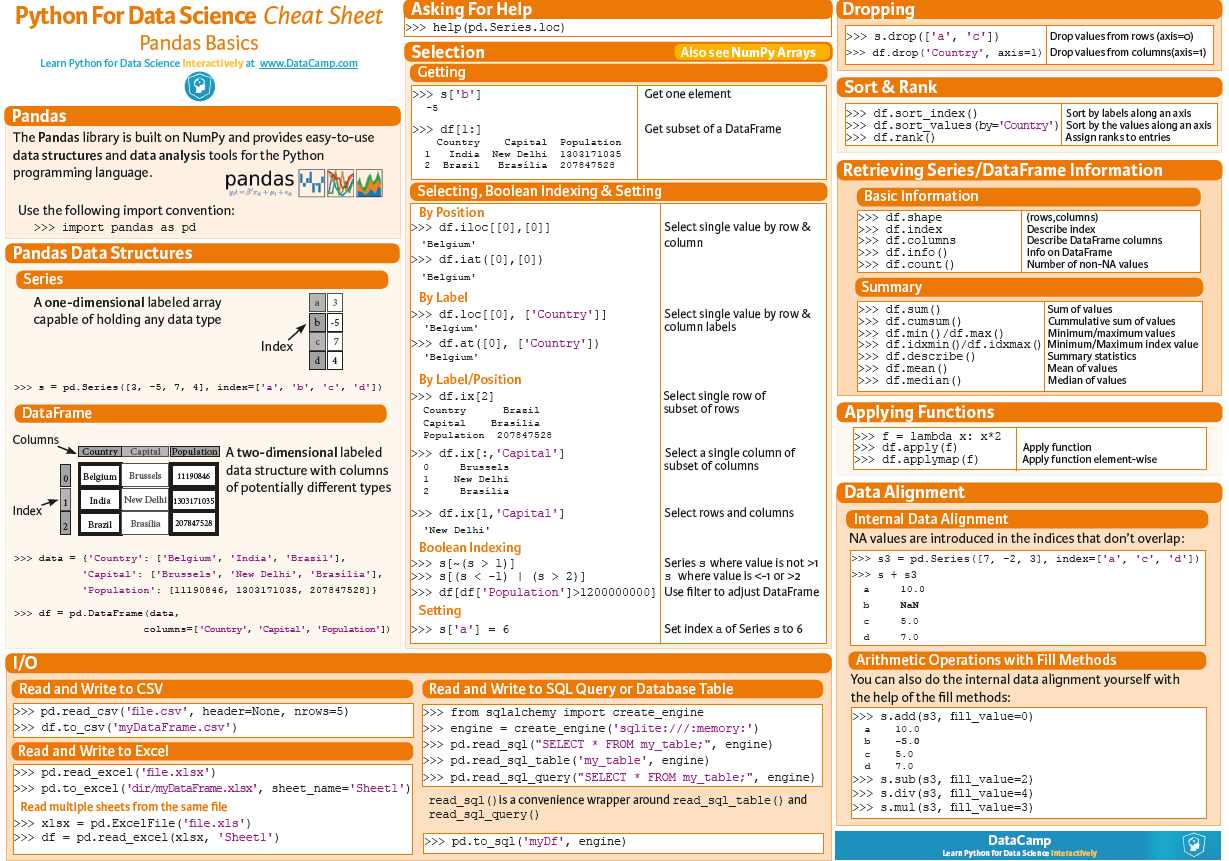 Python For Data Science Cheat Sheet
Pandas Basics
Learn Python for Data Science Interactively at www.DataCamp.com
Pandas
The Pandas library is built on NumPy and provides easy-to-use
data structures and data analysis tools for the Python
programming language.
pandas
Use the following import convention:
>>> import pandas as pd
Pandas Data Structures
Series
A one-dimensional labeled array
capable of holding any data type
Index
a 3
b -5
c 7
d 4
>>> s = pd.Series([3, -5, 7, 4], index=['a', 'b', 'c', 'd'])
DataFrame
Columns
Country Capital Population
0 Belgium Brussels 11190846
1 India New Delhi 1303171035
2 Brazil Brasília 207847528
Index
A two-dimensional labeled
data structure with columns
of potentially different types
>>> data = {'Country': ['Belgium', 'India', 'Brazil'],
'Capital': ['Brussels', 'New Delhi', 'Brasília'],
'Population': [11190846, 1303171035, 207847528]}
>>> df = pd.DataFrame(data,
columns=['Country', 'Capital', 'Population'])
Asking For Help
>>> help(pd.Series.loc)
Selection Also see NumPy Arrays
Getting
>>> s['b'] Get one element
-5
>>> df[1:] Get subset of a DataFrame
Country Capital Population
1 India New Delhi 1303171035
2 Brazil Brasília 207847528
Selecting, Boolean Indexing & Setting
By Position
>>> df.iloc[[0],[0]] Select single value by row &
'Belgium' column
>>> df.iat([0],[0])
'Belgium'
By Label
>>> df.loc[[0], ['Country']] Select single value by row &
'Belgium' column labels
>>> df.at([0], ['Country'])
'Belgium'
By Label/Position
>>> df.ix[2] Select single row of
Country Brazil subset of rows
Capital Brasília
Population 207847528
>>> df.ix[:,'Capital'] Select a single column of
0 Brussels subset of columns
1 New Delhi
2 Brasília
>>> df.ix[1,'Capital'] Select rows and columns
'New Delhi'
Boolean Indexing
>>> s[~(s > 1)] Series s where value is not >1
>>> s[(s < -1) | (s > 2)] s where value is <-1 or >2
>>> df[df['Population']>1200000000] Use filter to adjust DataFrame
Setting
>>> s['a'] = 6 Set index a of Series s to 6
I/O
Read and Write to CSV
>>> pd.read_csv('file.csv', header=None, nrows=5)
>>> df.to_csv('myDataFrame.csv')
Read and Write to Excel
>>> pd.read_excel('file.xlsx')
>>> pd.to_excel('dir/myDataFrame.xlsx', sheet_name='Sheet1')
Read multiple sheets from the same file
>>> xlsx = pd.ExcelFile('file.xls')
>>> df = pd.read_excel(xlsx, 'Sheet1')
Read and Write to SQL Query or Database Table
>>> from sqlalchemy import create_engine
>>> engine = create_engine('sqlite:///:memory:')
>>> pd.read_sql("SELECT * FROM my_table;", engine)
>>> pd.read_sql_table('my_table', engine)
>>> pd.read_sql_query("SELECT * FROM my_table;", engine)
read_sql() is a convenience wrapper around read_sql_table() and
read_sql_query()
>>> pd.to_sql('myDf', engine)
Dropping
>>> s.drop(['a', 'c']) Drop values from rows (axis=0)
>>> df.drop('Country', axis=1) Drop values from columns(axis=1)
Sort & Rank
>>> df.sort_index() Sort by labels along an axis
>>> df.sort_values(by='Country') Sort by the values along an axis
>>> df.rank() Assign ranks to entries
Retrieving Series/DataFrame Information
Basic Information
>>> df.shape (rows,columns)
>>> df.index Describe index
>>> df.columns Describe DataFrame columns
>>> df.info() Info on DataFrame
>>> df.count() Number of non-NA values
Summary
>>> df.sum() Sum of values
>>> df.cumsum() Cummulative sum of values
>>> df.min()/df.max() Minimum/maximum values
>>> df.idxmin()/df.idxmax() Minimum/Maximum index value
>>> df.describe() Summary statistics
>>> df.mean() Mean of values
>>> df.median() Median of values
Applying Functions
>>> f = lambda x: x*2
>>> df.apply(f) Apply function
>>> df.applymap(f) Apply function element-wise
Data Alignment
Internal Data Alignment
NA values are introduced in the indices that don't overlap:
>>> s3 = pd.Series([7, -2, 3], index=['a', 'c', 'd'])
>>> s + s3
a 10.0
b NaN
c 5.0
d 7.0
Arithmetic Operations with Fill Methods
You can also do the internal data alignment yourself with
the help of the fill methods:
>>> s.add(s3, fill_value=0)
a 10.0
b -5.0
c 5.0
d 7.0
>>> s.sub(s3, fill_value=2)
>>> s.div(s3, fill_value=4)
>>> s.mul(s3, fill_value=3)
DataCamp
Learn Python for Data Science Interactively